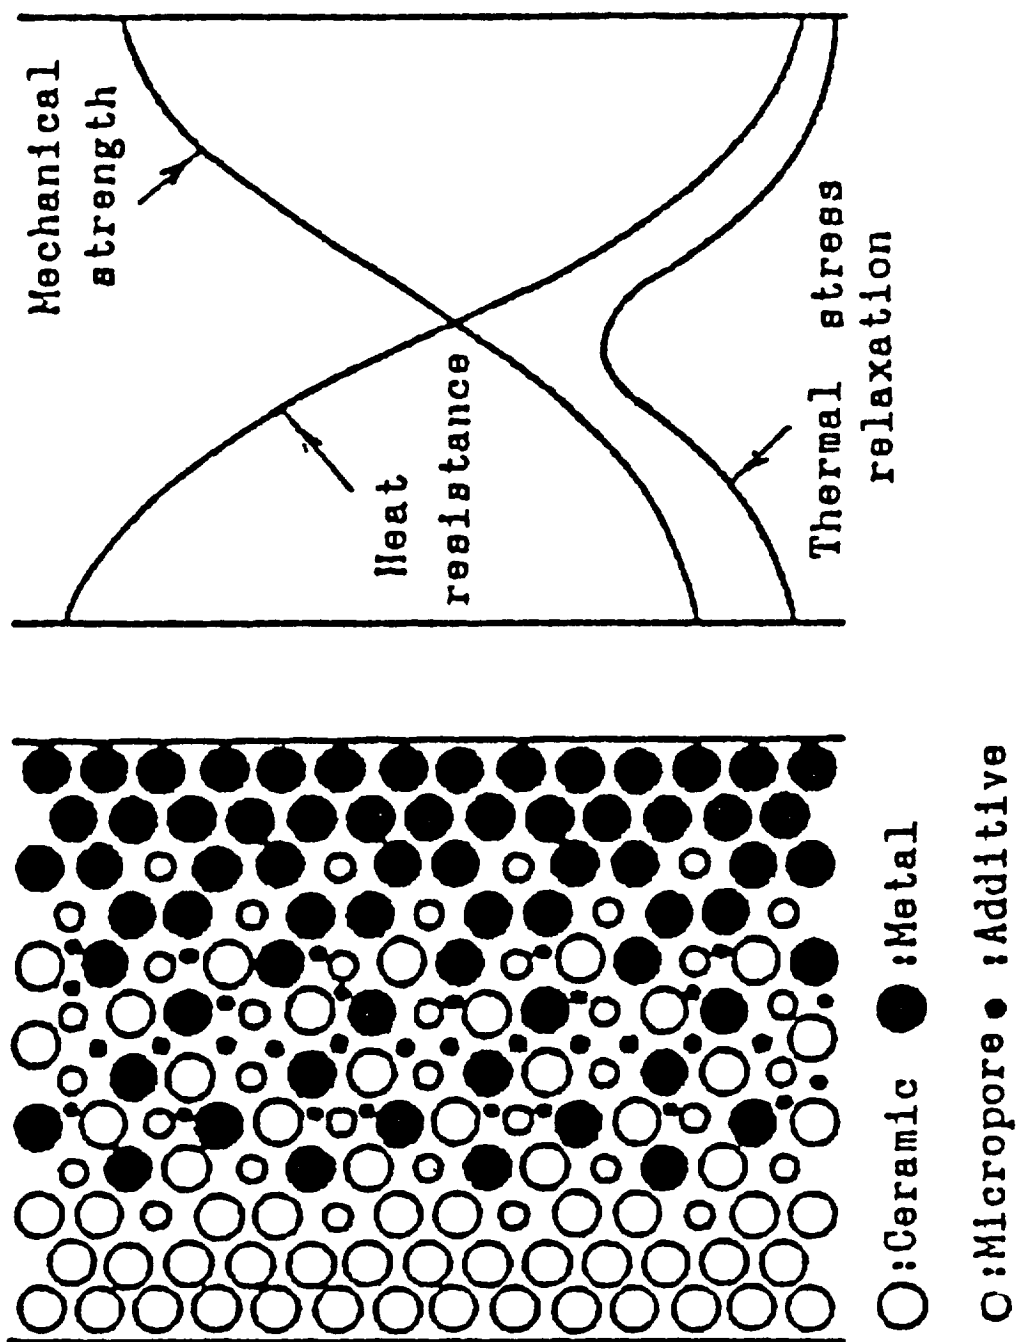 ○:Ceramic ●:Metal
○:Micropore ●:Additive
Mechanical
strength
Heat
resistance
Thermal stress
relaxation